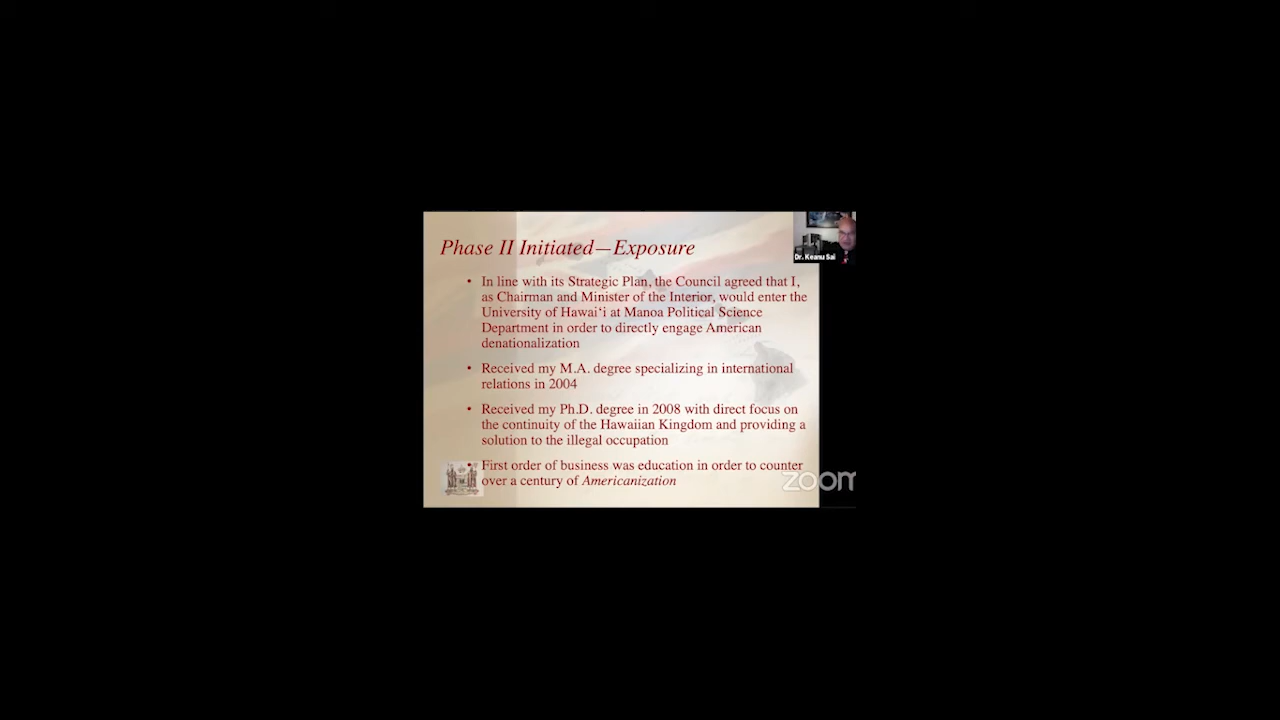 Phase II Initiated—Exposure
Dr. Keanu Sai
• In line with its Strategic Plan, the Council agreed that I,
as Chairman and Minister of the Interior, would enter the
University of Hawai‘i at Manoa Political Science
Department in order to directly engage American
denationalization
• Received my M.A. degree specializing in international
relations in 2004
• Received my Ph.D. degree in 2008 with direct focus on
the continuity of the Hawaiian Kingdom and providing a
solution to the illegal occupation
• First order of business was education in order to counter
over a century of Americanization
zoom